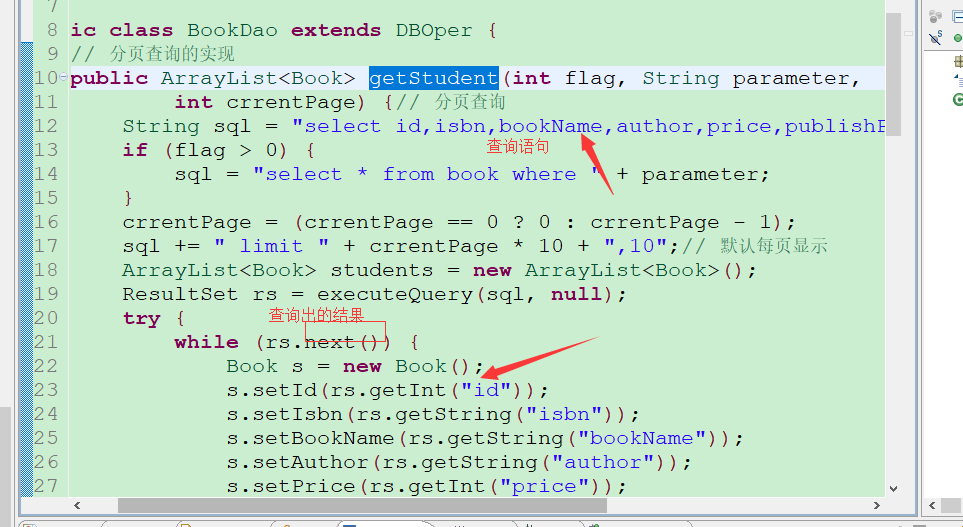 7
8 ic class BookDao extends DBOper {
9 // 分页查询的实现
10 public ArrayList<Book> getStudent(int flag, String parameter,
11 int crrentPage) {// 分页查询
12 String sql = "select id,isbn,bookName,author,price,publishP
查询语句
13 if (flag > 0) {
14 sql = "select * from book where " + parameter;
15 }
16 crrentPage = (crrentPage == 0 ? 0 : crrentPage - 1);
17 sql += " limit " + crrentPage * 10 + ",10";// 默认每页显示
18 ArrayList<Book> students = new ArrayList<Book>();
19 ResultSet rs = executeQuery(sql, null);
20 try {
查询出的结果
21 while (rs.next()) {
22 Book s = new Book();
23 s.setId(rs.getInt("id"));
24 s.setIsbn(rs.getString("isbn"));
25 s.setBookName(rs.getString("bookName"));
26 s.setAuthor(rs.getString("author"));
27 s.setPrice(rs.getInt("price"));